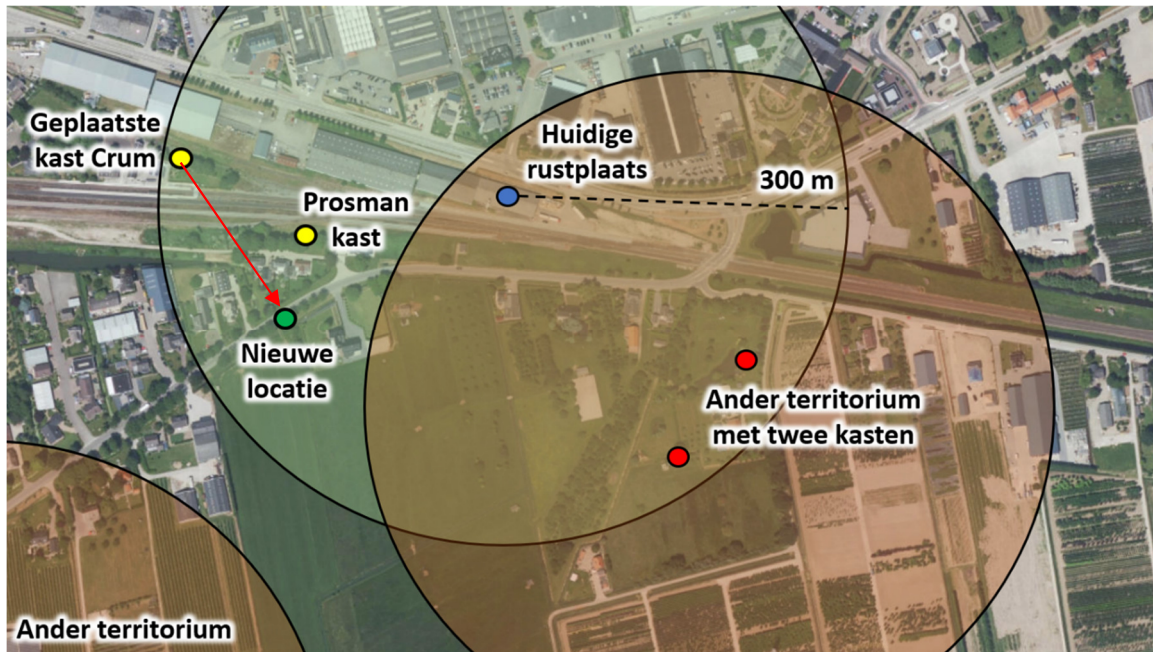 Geplaatste
kast Crum
Prosman
kast
Huidige
rustplaats
300 m
Nieuwe
locatie
Ander territorium
met twee kasten
Ander territorium